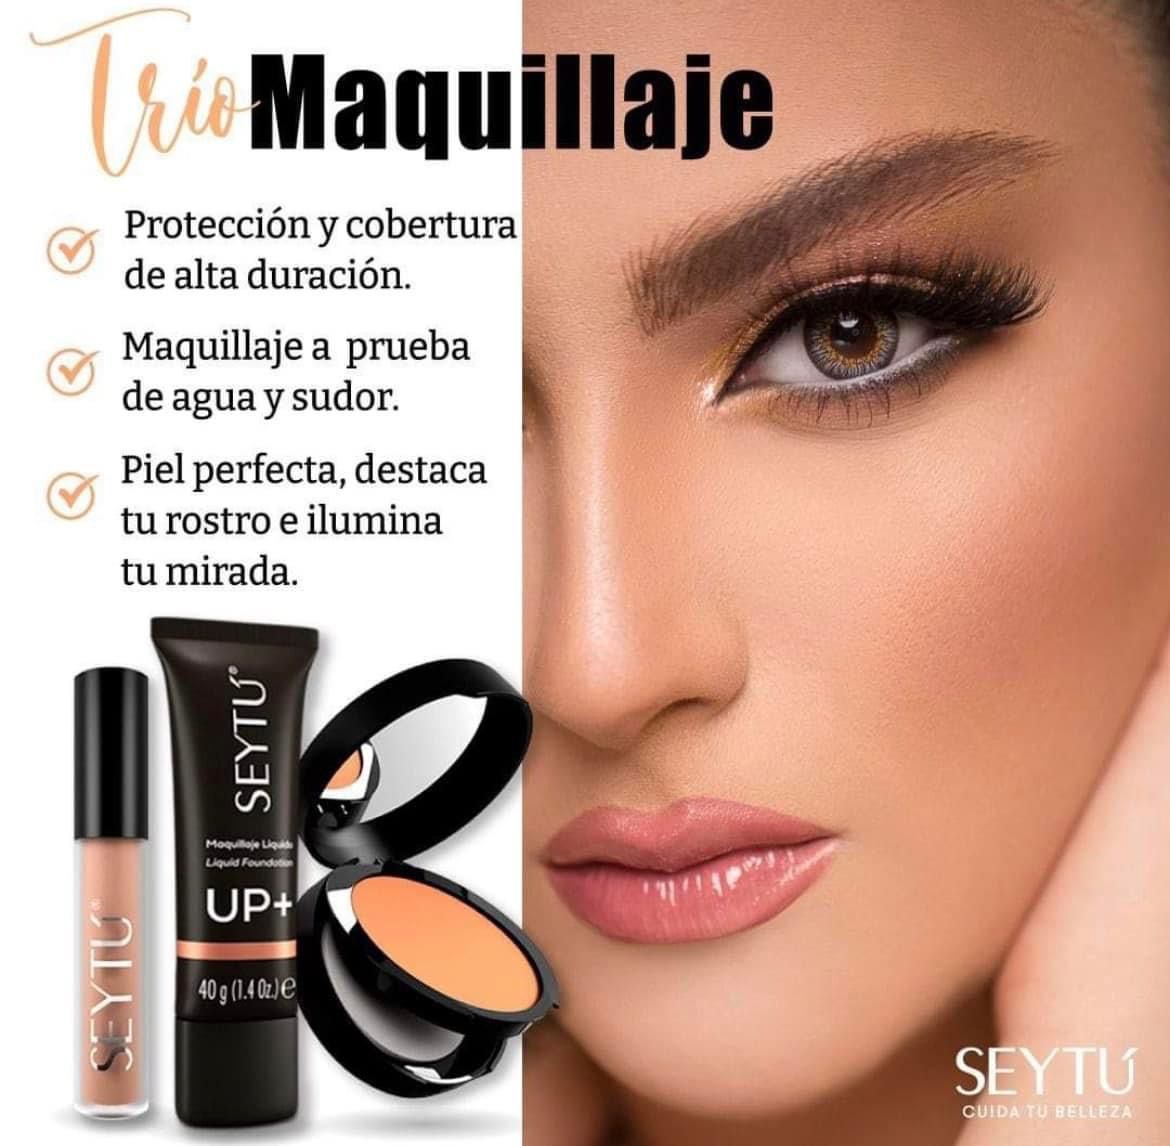 Trío Maquillaje
Protección y cobertura
de alta duración.
Maquillaje a prueba
de agua y sudor.
Piel perfecta, destaca
tu rostro e ilumina
tu mirada.
SEYTÚ®
SEYTÚ®
Maquillaje Líquido
Liquid Foundation
UP+
40 g (1.4 Oz.) e
SEYTÚ
CUIDA TU BELLEZA